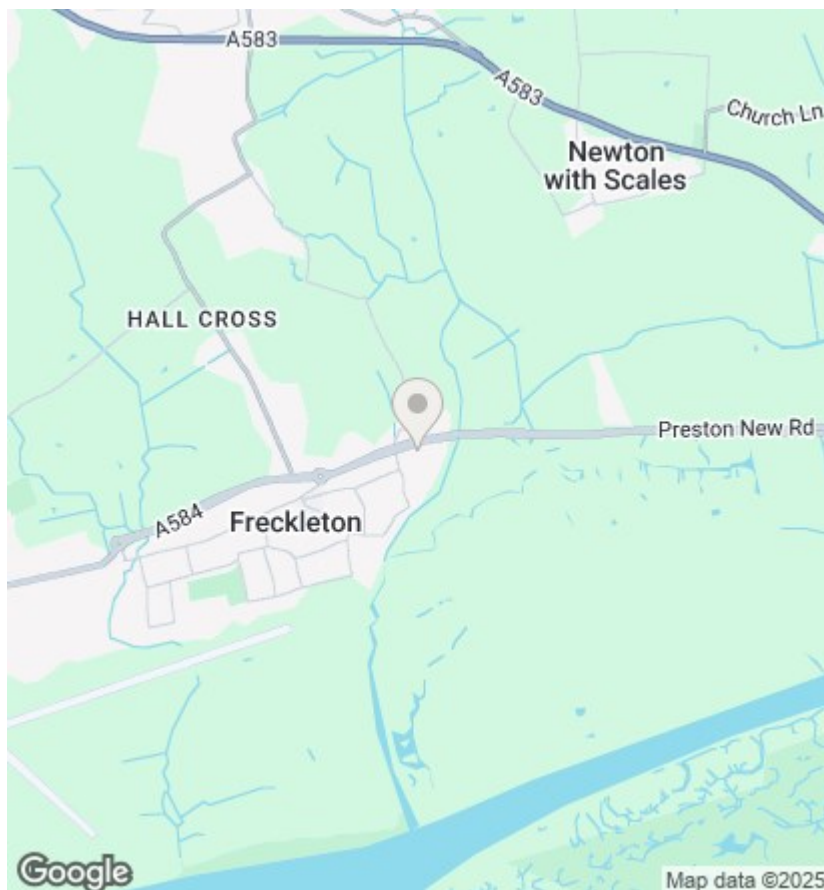 A583
A583
Church Ln
Newton
with Scales
HALL CROSS
Preston New Rd
A584
Freckleton
Google
Map data ©2025